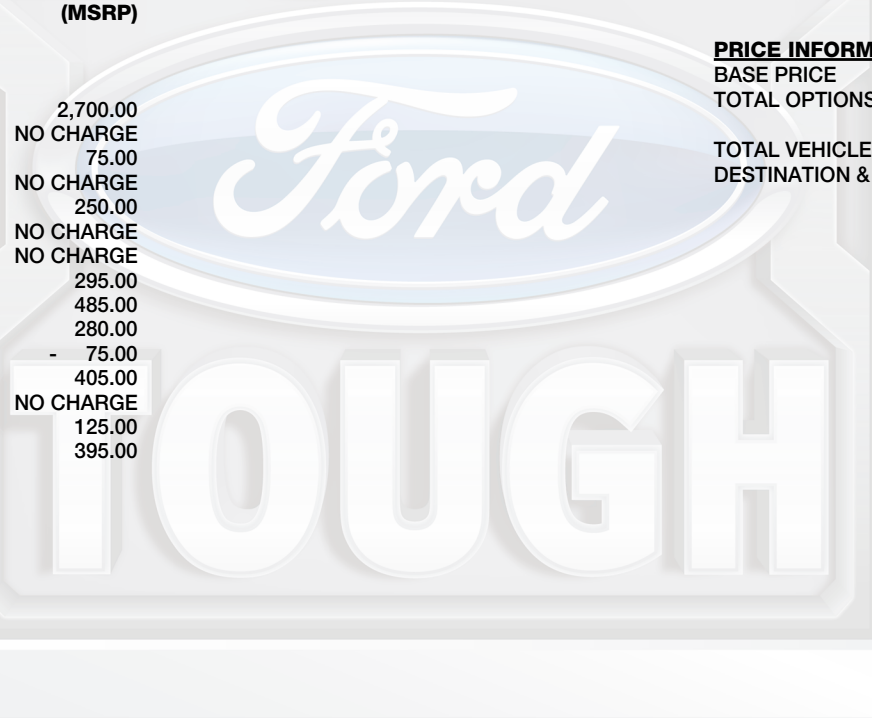 (MSRP)
2,700.00
NO CHARGE
75.00
NO CHARGE
250.00
NO CHARGE
NO CHARGE
295.00
485.00
280.00
- 75.00
405.00
NO CHARGE
125.00
395.00
PRICE INFORM
BASE PRICE
TOTAL OPTIONS
TOTAL VEHICLE
DESTINATION &
Ford
TOUGH